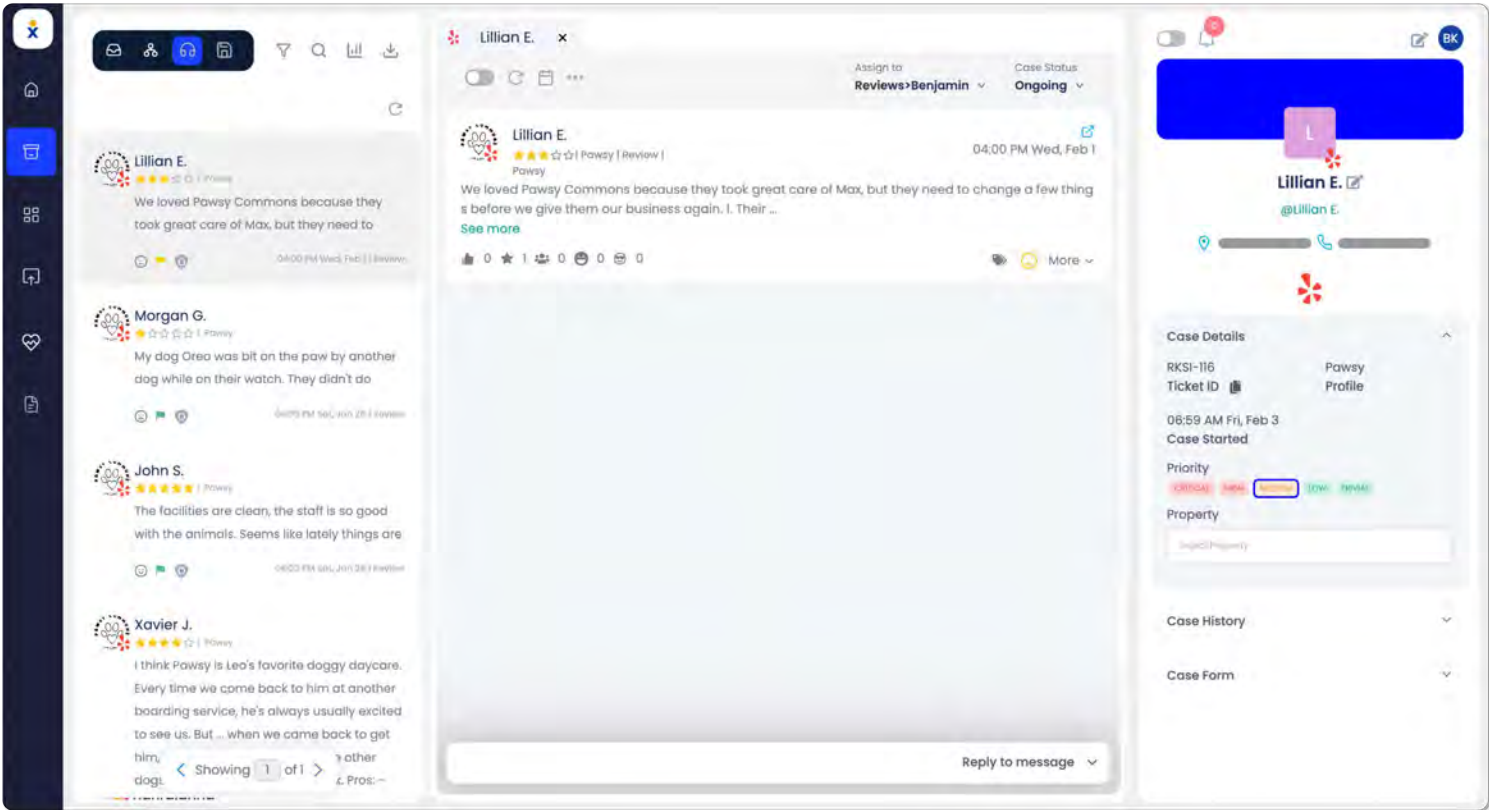 Lillian E.
Pawsy
We loved Pawsy Commons because they
took great care of Max, but they need to
04:00 PM Wed, Feb 1 | Review
Morgan G.
Pawsy
My dog Oreo was bit on the paw by another
dog while on their watch. They didn't do
John S.
Pawsy
The facilities are clean, the staff is so good
with the animals. Seems like lately things are
Xavier J.
Pawsy
I think Pawsy is Leo's favorite doggy daycare.
Every time we come back to him at another
boarding service, he's always usually excited
to see us. But ... when we came back to get
him,
other
Pros: –
Showing 1 of 1
Lillian E. ×
Assign to
Reviews>Benjamin
Case Status
Ongoing
Lillian E.
| Pawsy | Review |
Pawsy
04:00 PM Wed, Feb 1
We loved Pawsy Commons because they took great care of Max, but they need to change a few thing
s before we give them our business again. 1. Their ...
See more
0 1 0 0 0
More
Reply to message
BK
L
Lillian E.
@Lillian E.
Case Details
RKSI-116
Ticket ID
Pawsy
Profile
06:59 AM Fri, Feb 3
Case Started
Priority
CRITICAL HIGH MEDIUM LOW TRIVIAL
Property
Select Property
Case History
Case Form